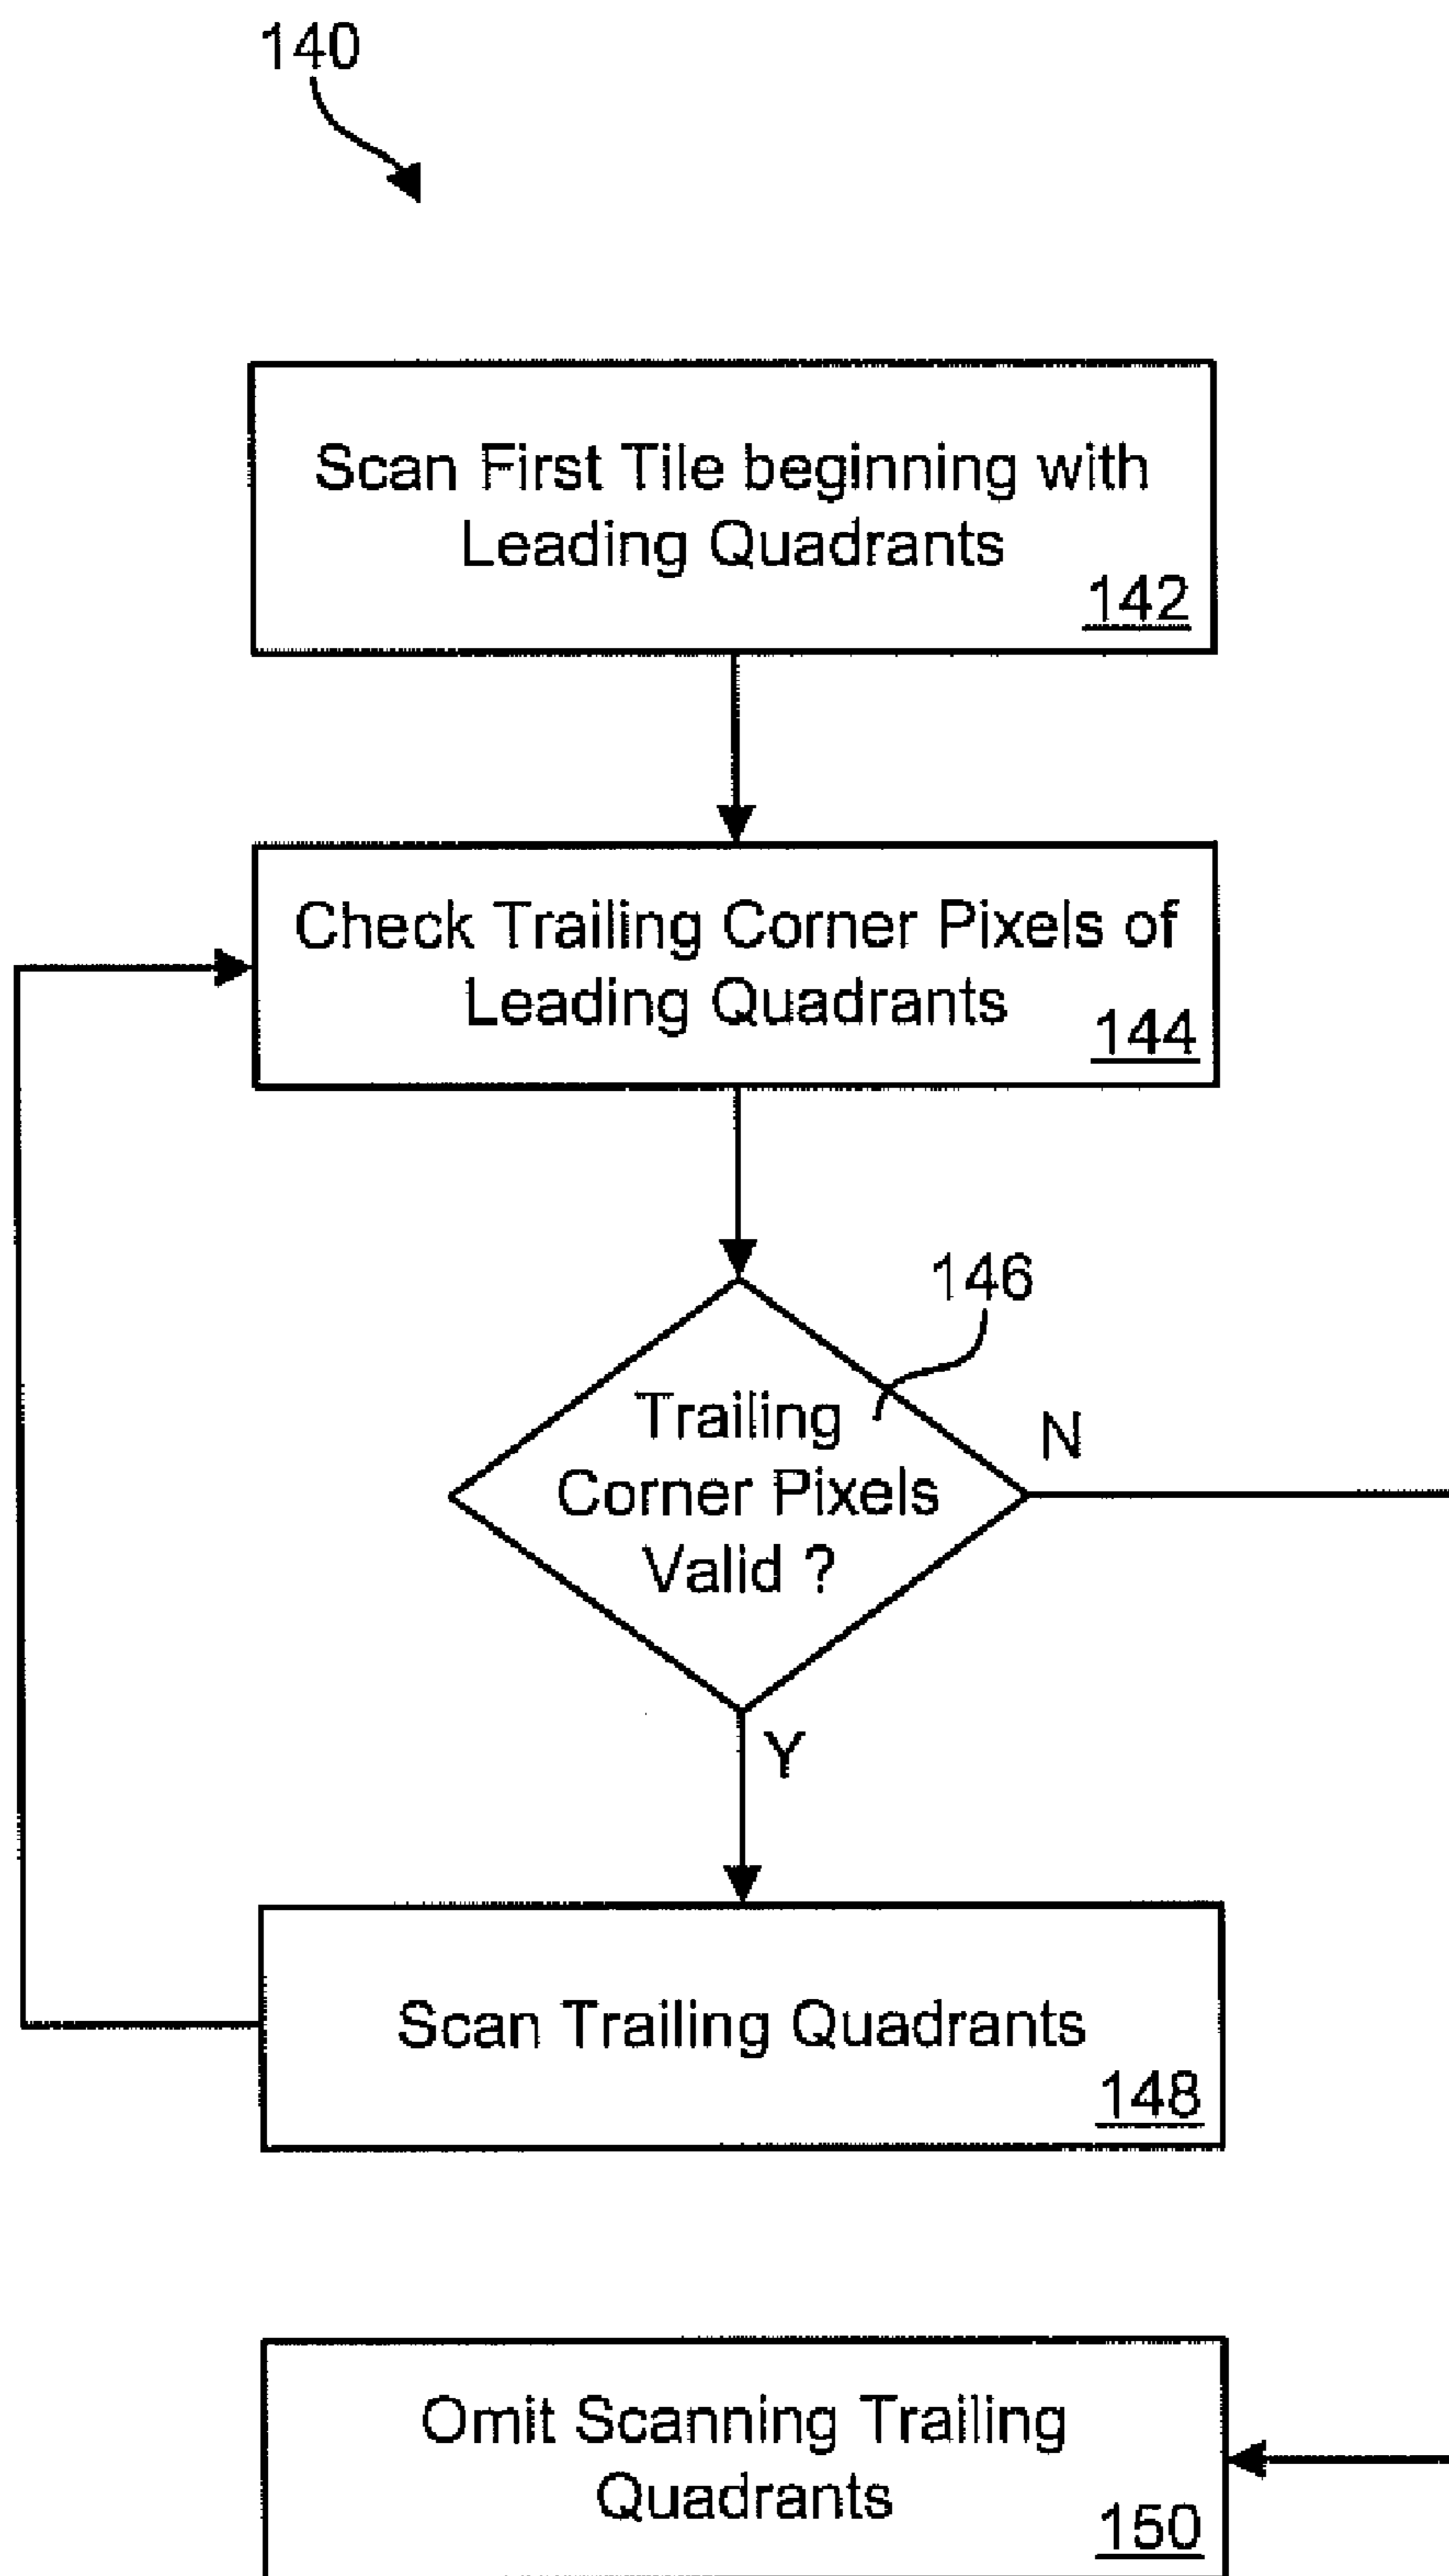 140
Scan First Tile beginning with
Leading Quadrants
142
Check Trailing Corner Pixels of
Leading Quadrants
144
146
Trailing
Corner Pixels
Valid ?
N
Y
Scan Trailing Quadrants
148
Omit Scanning Trailing
Quadrants
150